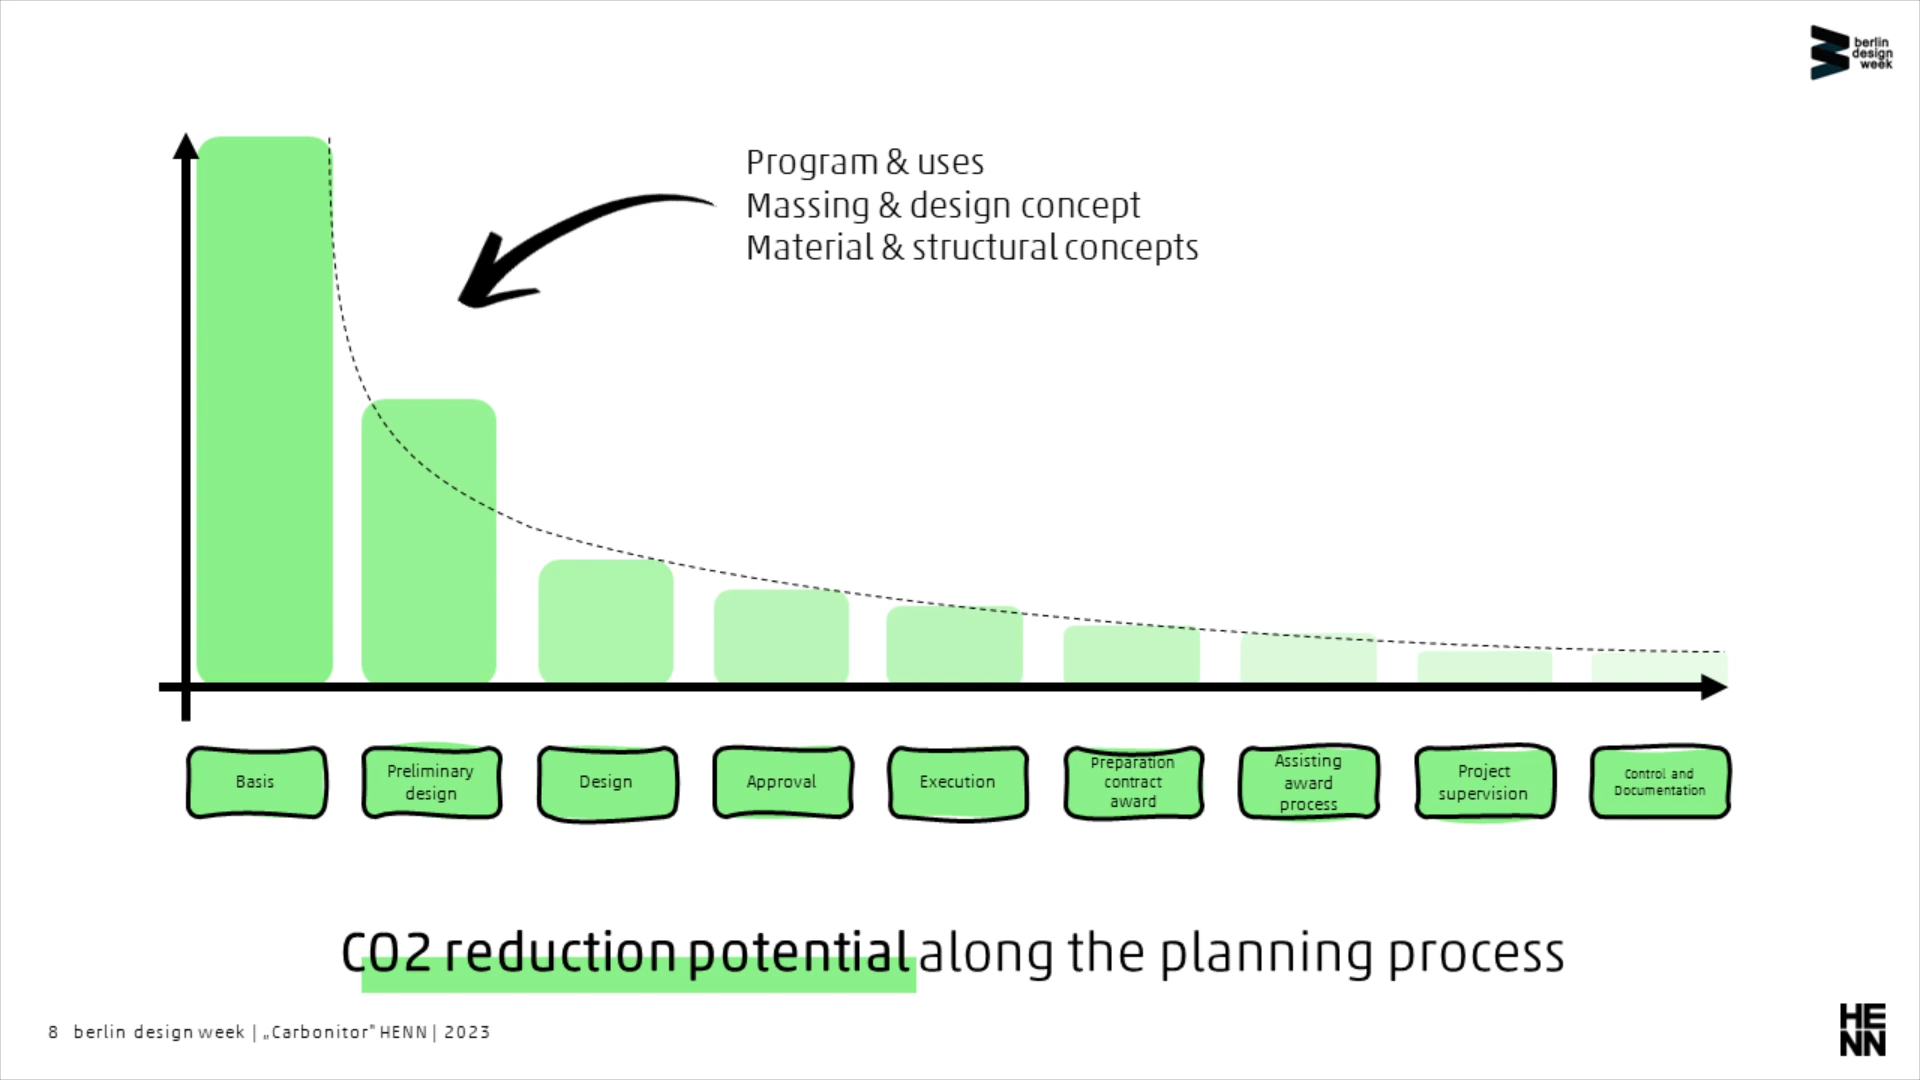 berlin
design
week
Program & uses
Massing & design concept
Material & structural concepts
Basis
Preliminary
design
Design
Approval
Execution
Preparation
contract
award
Assisting
award
process
Project
supervision
Control and
Documentation
CO2 reduction potential along the planning process
8 berlin design week | „Carbonitor" HENN | 2023
HE
NN